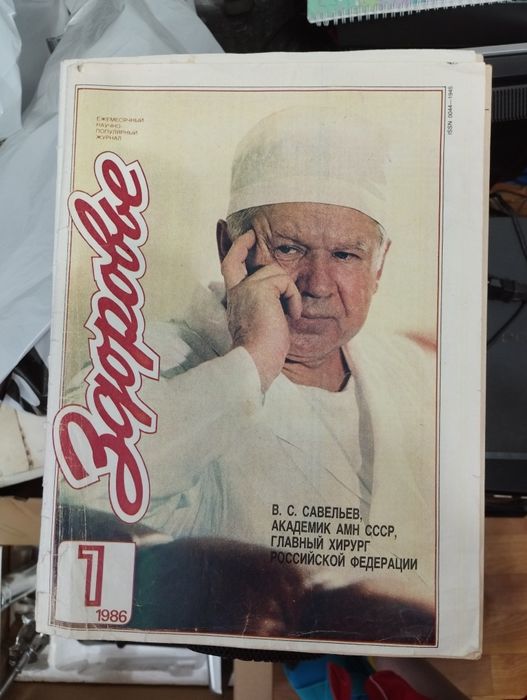 ЕЖЕМЕСЯЧНЫЙ
НАУЧНО-
ПОПУЛЯРНЫЙ
ЖУРНАЛ
ISSN 0044—1945
Здоровье
В. С. САВЕЛЬЕВ,
АКАДЕМИК АМН СССР,
ГЛАВНЫЙ ХИРУРГ
РОССИЙСКОЙ ФЕДЕРАЦИИ
1
1986